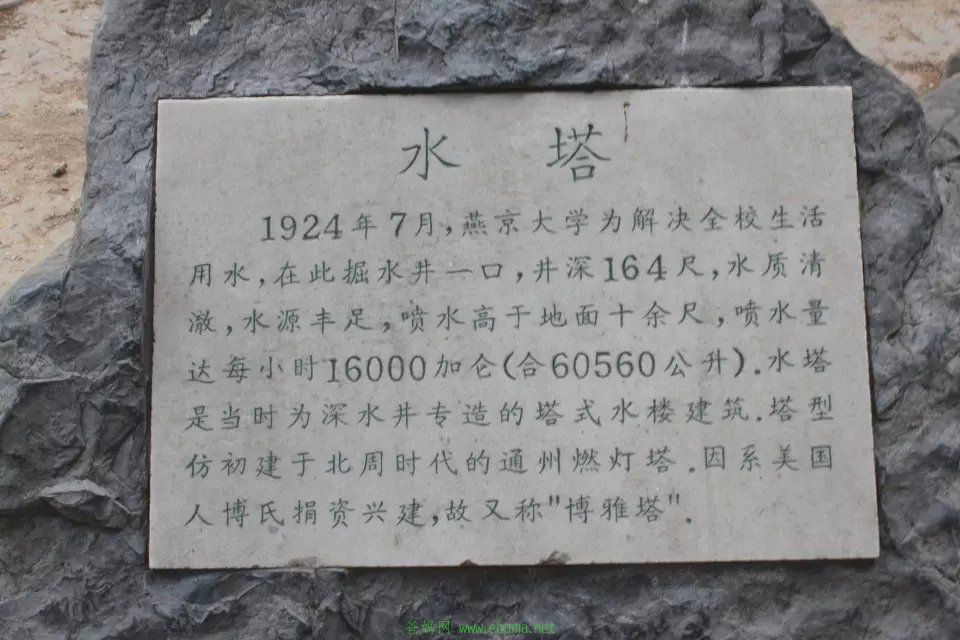 水 塔
1924年7月,燕京大学为解决全校生活
用水,在此掘水井一口,井深164尺,水质清
澈,水源丰足,喷水高于地面十余尺,喷水量
达每小时16000加仑(合60560公升).水塔
是当时为深水井专造的塔式水楼建筑.塔型
仿初建于北周时代的通州燃灯塔.因系美国
人博氏捐资兴建,故又称"博雅塔".
爸妈网 www.ebama.net